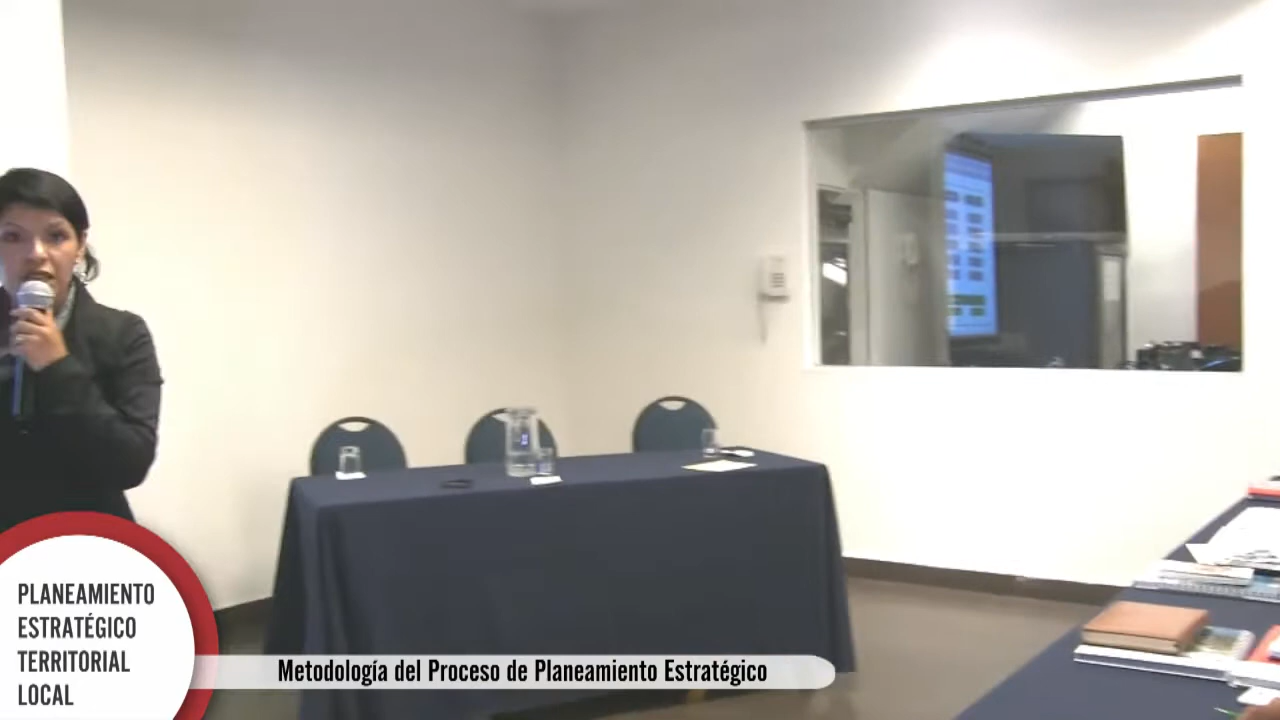 PLANEAMIENTO
ESTRATÉGICO
TERRITORIAL
LOCAL
Metodología del Proceso de Planeamiento Estratégico